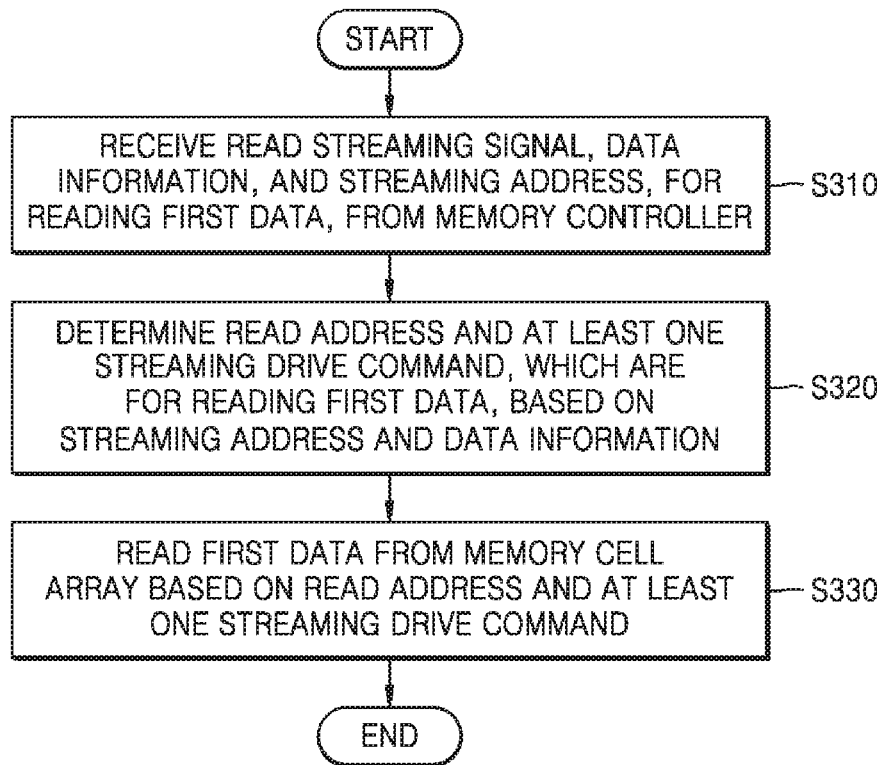 START
RECEIVE READ STREAMING SIGNAL, DATA
INFORMATION, AND STREAMING ADDRESS, FOR
READING FIRST DATA, FROM MEMORY CONTROLLER
S310
DETERMINE READ ADDRESS AND AT LEAST ONE
STREAMING DRIVE COMMAND, WHICH ARE
FOR READING FIRST DATA, BASED ON
STREAMING ADDRESS AND DATA INFORMATION
S320
READ FIRST DATA FROM MEMORY CELL
ARRAY BASED ON READ ADDRESS AND AT LEAST
ONE STREAMING DRIVE COMMAND
S330
END